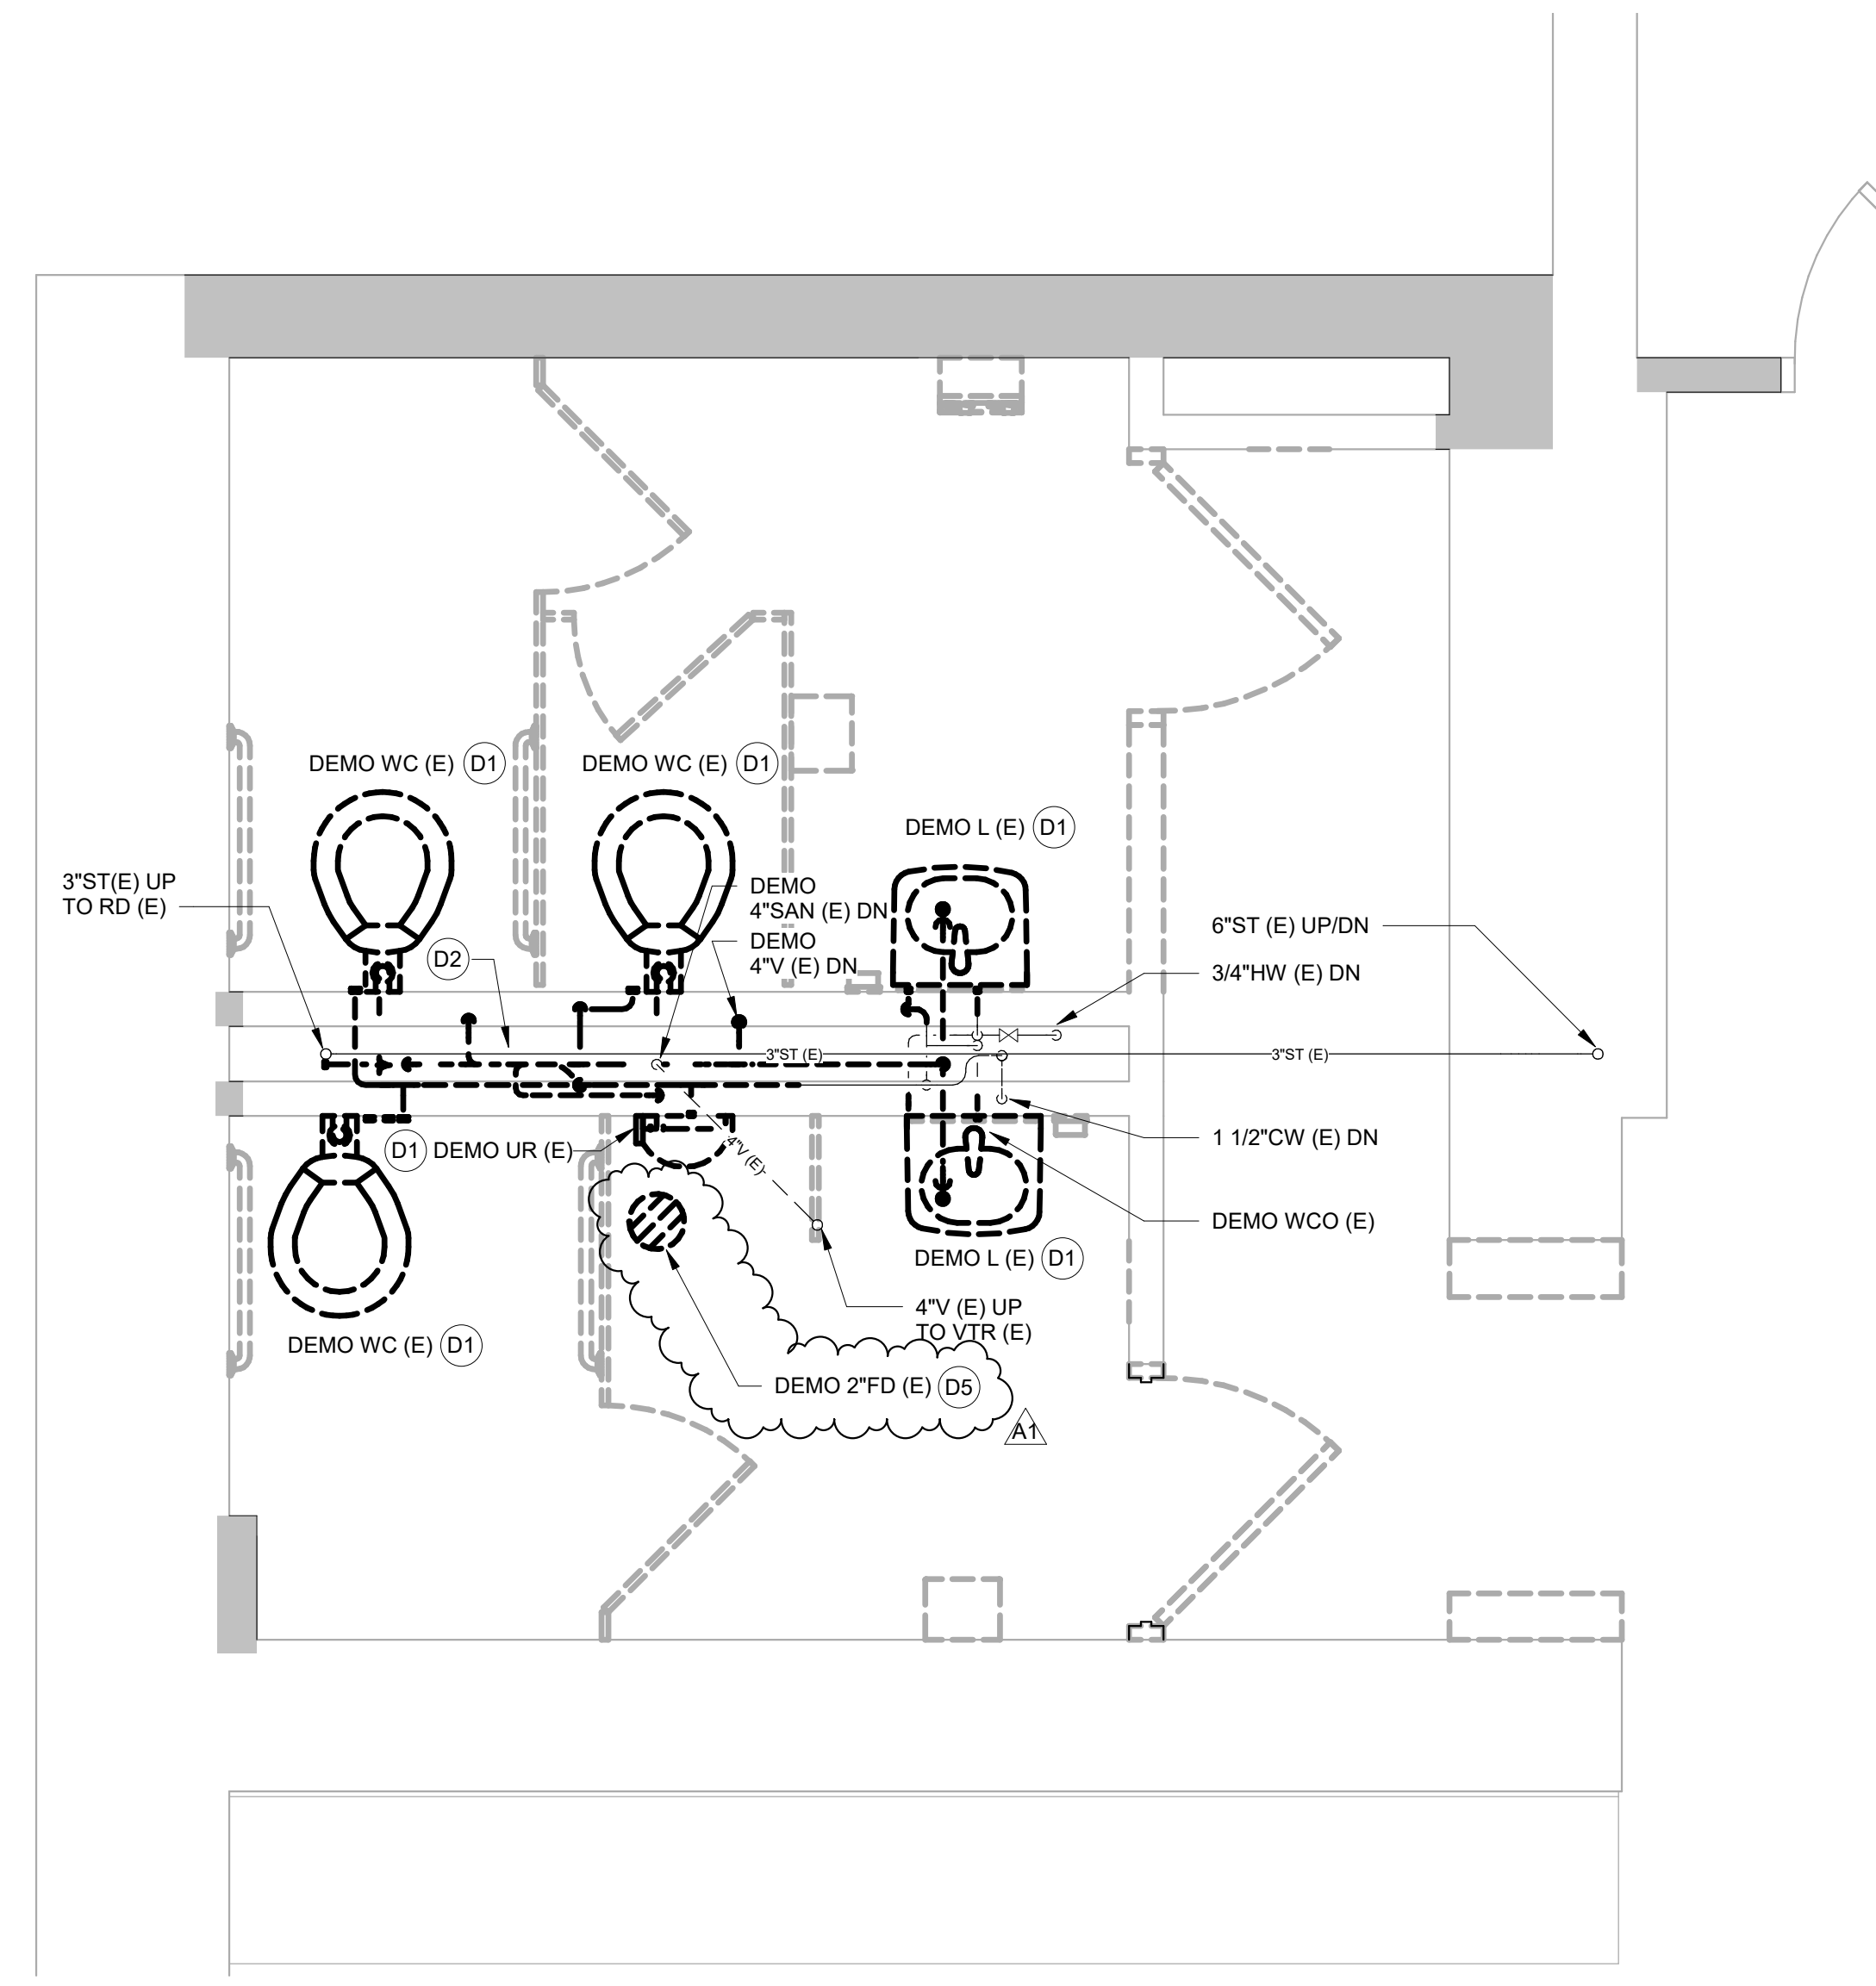 DEMO WC (E) D1
DEMO WC (E) D1
DEMO L (E) D1
3"ST(E) UP
TO RD (E)
DEMO
4"SAN (E) DN
DEMO
4"V (E) DN
D2
6"ST (E) UP/DN
3/4"HW (E) DN
3"ST (E)
3"ST (E)
D1 DEMO UR (E)
4"V(E)
1 1/2"CW (E) DN
DEMO WCO (E)
DEMO L (E) D1
4"V (E) UP
TO VTR (E)
DEMO WC (E) D1
DEMO 2"FD (E) D5
A1